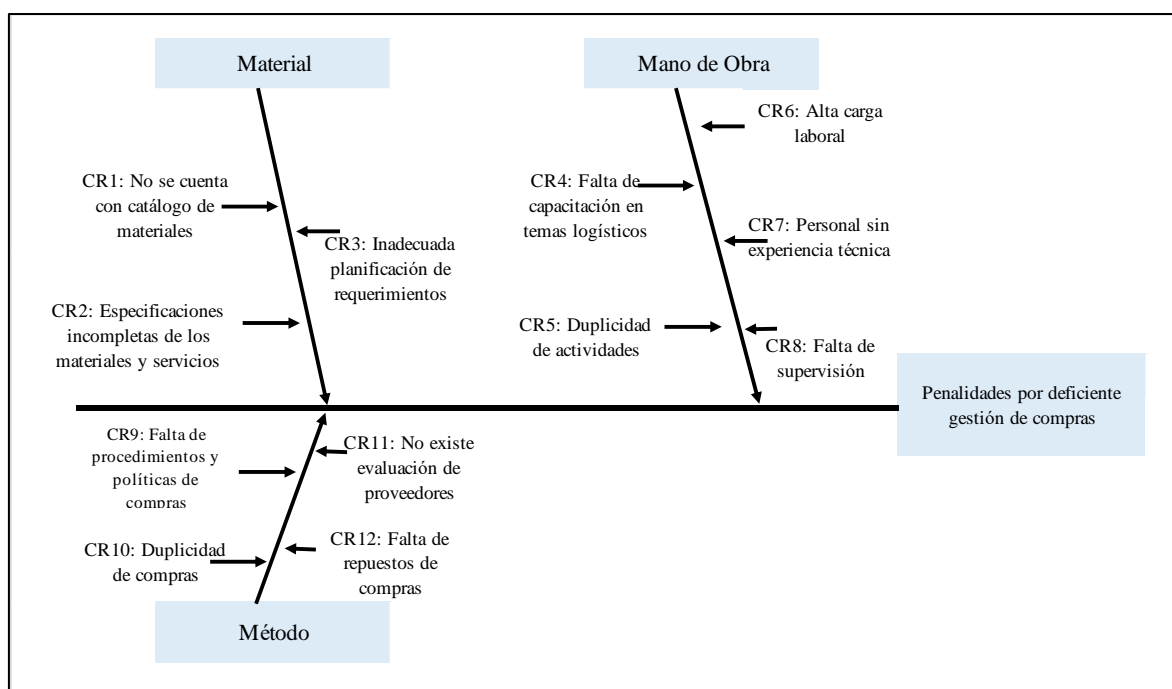 Material
Mano de Obra
CR6: Alta carga
laboral
CR1: No se cuenta
con catálogo de
materiales
CR4: Falta de
capacitación en
temas logísticos
CR3: Inadecuada
planificación de
requerimientos
CR7: Personal sin
experiencia técnica
CR2: Especificaciones
incompletas de los
materiales y servicios
CR5: Duplicidad
de actividades
CR8: Falta de
supervisión
Penalidades por deficiente
gestión de compras
CR9: Falta de
procedimientos y
políticas de
compras
CR11: No existe
evaluación de
proveedores
CR10: Duplicidad
de compras
CR12: Falta de
repuestos de
compras
Método